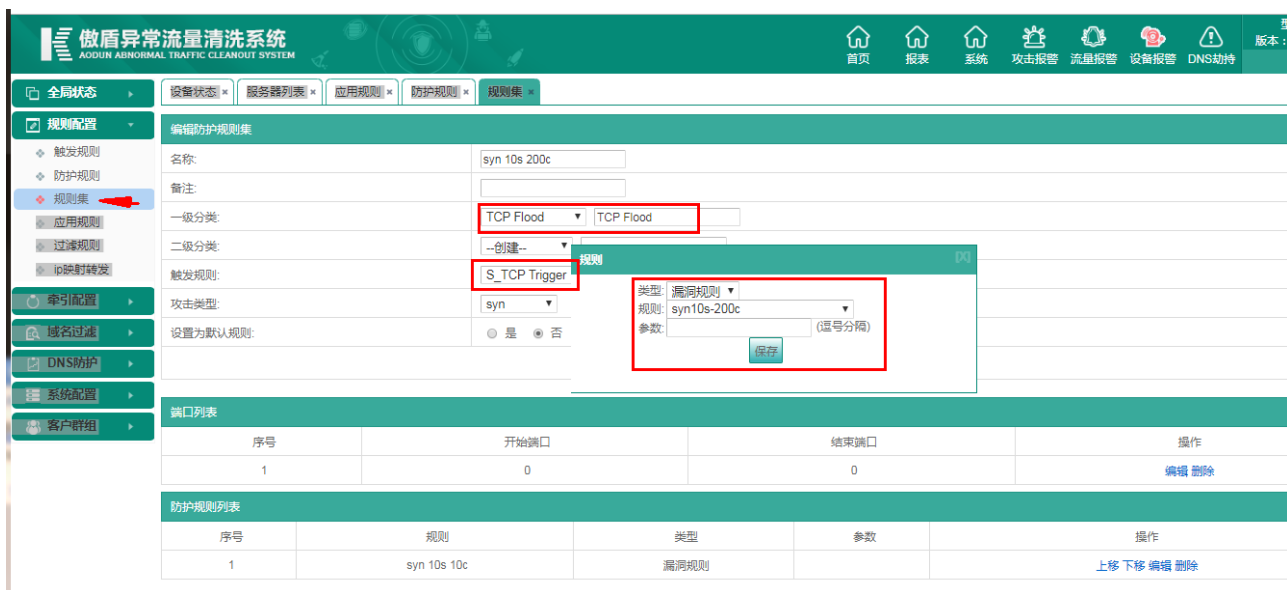 傲盾异常流量清洗系统
AODUN ABNORMAL TRAFFIC CLEANOUT SYSTEM
首页 报表 系统 攻击报警 流量报警 设备报警 DNS劫持
版本：
全局状态
规则配置
触发规则
防护规则
规则集
应用规则
过滤规则
ip映射转发
牵引配置
域名过滤
DNS防护
系统配置
客户群组
设备状态 × 服务器列表 × 应用规则 × 防护规则 × 规则集 ×
编辑防护规则集
名称: syn 10s 200c
备注:
一级分类: TCP Flood TCP Flood
二级分类: --创建--
触发规则: S_TCP Trigger
攻击类型: syn
设置为默认规则: 是 否
规则 [X]
类型: 漏洞规则
规则: syn10s-200c
参数: (逗号分隔)
保存
端口列表
序号 开始端口 结束端口 操作
1 0 0 编辑 删除
防护规则列表
序号 规则 类型 参数 操作
1 syn 10s 10c 漏洞规则 上移 下移 编辑 删除